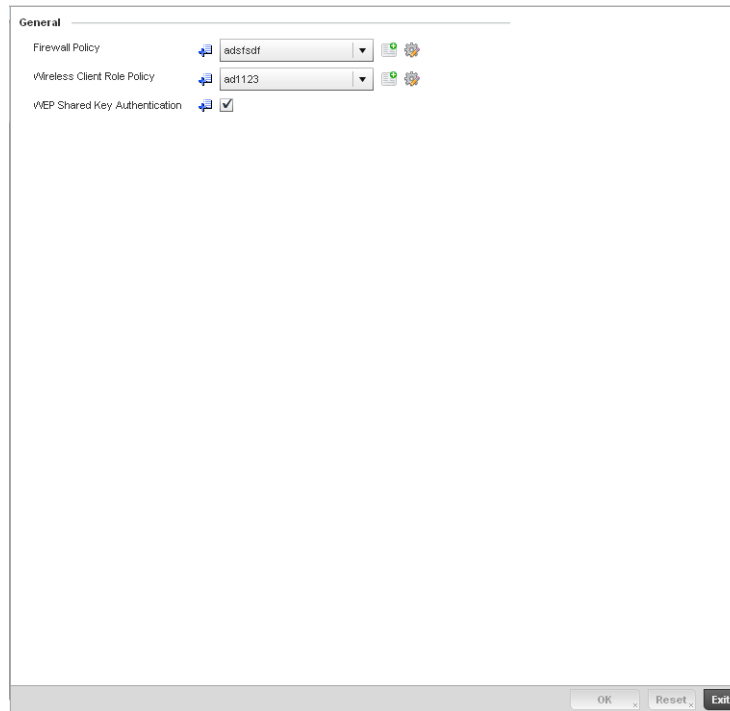 General
Firewall Policy
adsfsdf
Wireless Client Role Policy
ad1123
WEP Shared Key Authentication
OK
Reset
Exit